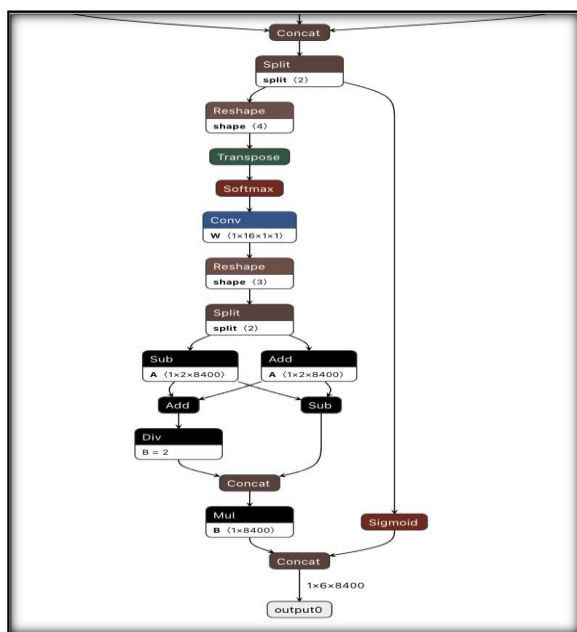 Concat
Split
split ⟨2⟩
Reshape
shape ⟨4⟩
Transpose
Softmax
Conv
W ⟨1×16×1×1⟩
Reshape
shape ⟨3⟩
Split
split ⟨2⟩
Sub
A ⟨1×2×8400⟩
Add
A ⟨1×2×8400⟩
Add
Sub
Div
B = 2
Concat
Mul
B ⟨1×8400⟩
Sigmoid
Concat
1×6×8400
output0